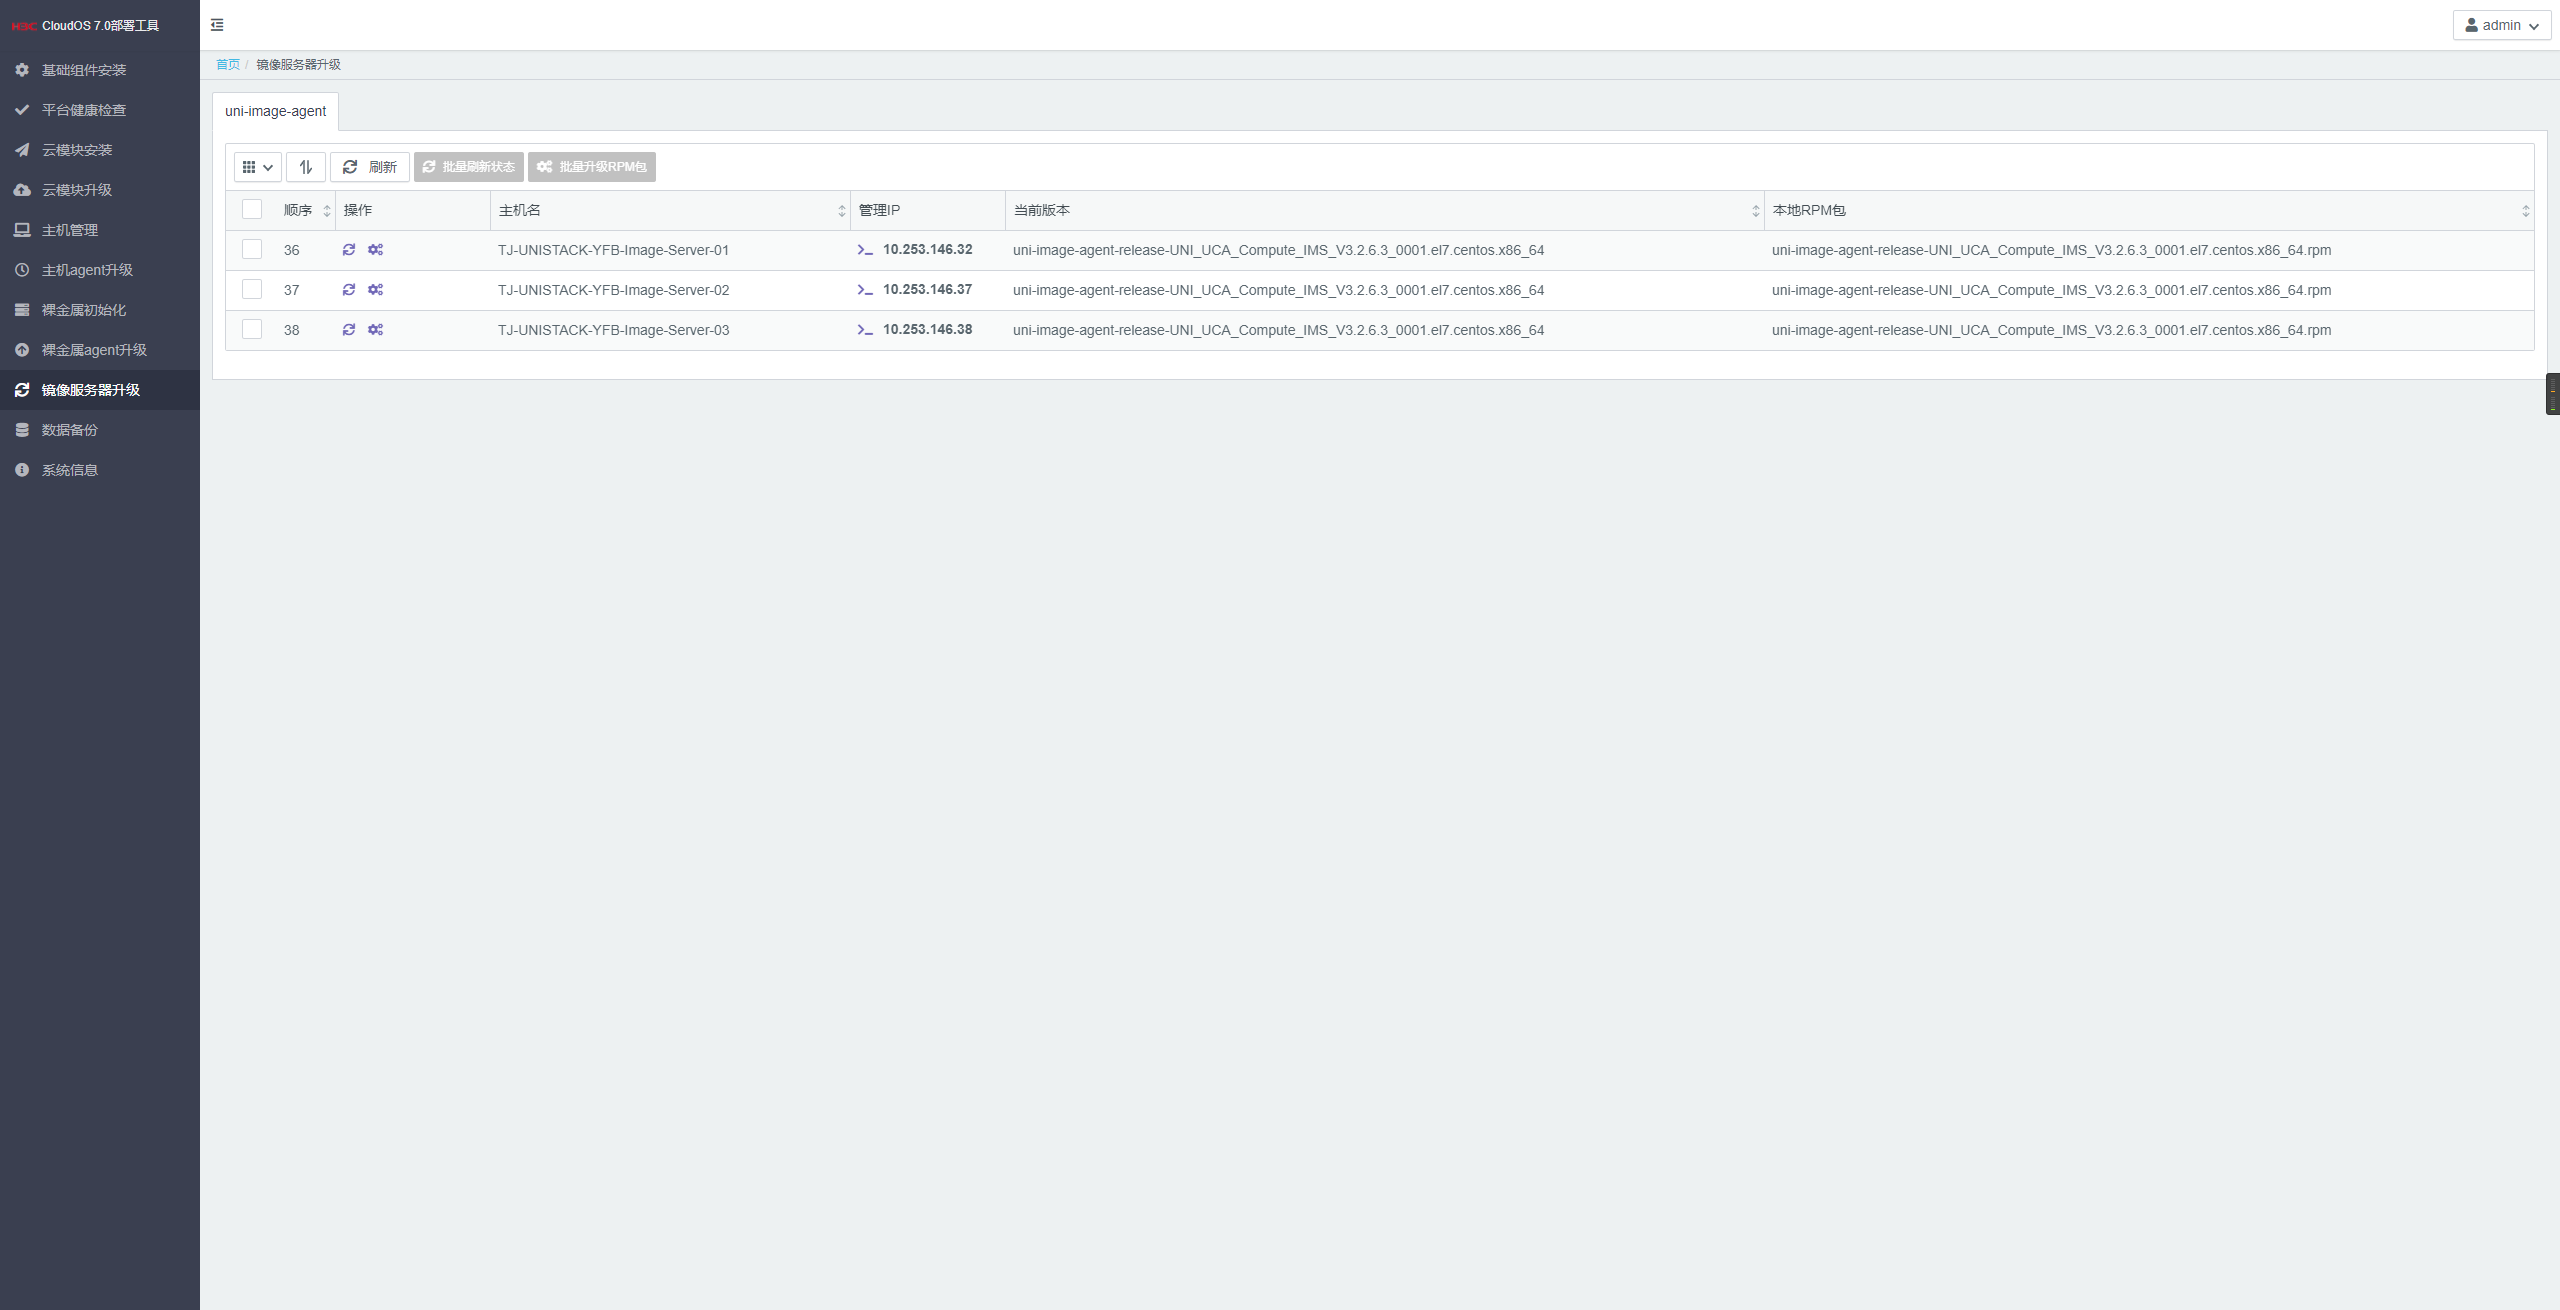 H3C CloudOS 7.0部署工具
admin
基础组件安装
平台健康检查
云模块安装
云模块升级
主机管理
主机agent升级
裸金属初始化
裸金属agent升级
镜像服务器升级
数据备份
系统信息
首页 / 镜像服务器升级
uni-image-agent
刷新 批量刷新状态 批量升级RPM包
顺序 操作 主机名 管理IP 当前版本 本地RPM包
36 TJ-UNISTACK-YFB-Image-Server-01 10.253.146.32 uni-image-agent-release-UNI_UCA_Compute_IMS_V3.2.6.3_0001.el7.centos.x86_64 uni-image-agent-release-UNI_UCA_Compute_IMS_V3.2.6.3_0001.el7.centos.x86_64.rpm
37 TJ-UNISTACK-YFB-Image-Server-02 10.253.146.37 uni-image-agent-release-UNI_UCA_Compute_IMS_V3.2.6.3_0001.el7.centos.x86_64 uni-image-agent-release-UNI_UCA_Compute_IMS_V3.2.6.3_0001.el7.centos.x86_64.rpm
38 TJ-UNISTACK-YFB-Image-Server-03 10.253.146.38 uni-image-agent-release-UNI_UCA_Compute_IMS_V3.2.6.3_0001.el7.centos.x86_64 uni-image-agent-release-UNI_UCA_Compute_IMS_V3.2.6.3_0001.el7.centos.x86_64.rpm